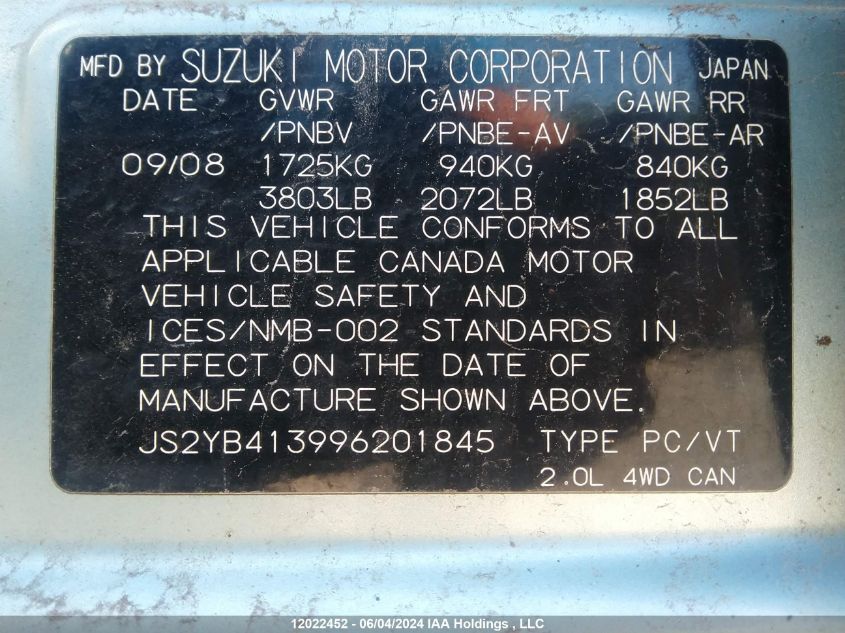 MFD BY SUZUKI MOTOR CORPORATION JAPAN
DATE GVWR GAWR FRT GAWR RR
/PNBV /PNBE-AV /PNBE-AR
09/08 1725KG 940KG 840KG
3803LB 2072LB 1852LB
THIS VEHICLE CONFORMS TO ALL
APPLICABLE CANADA MOTOR
VEHICLE SAFETY AND
ICES/NMB-002 STANDARDS IN
EFFECT ON THE DATE OF
MANUFACTURE SHOWN ABOVE.
JS2YB413996201845 TYPE PC/VT
2.0L 4WD CAN
12022452 - 06/04/2024 IAA Holdings , LLC